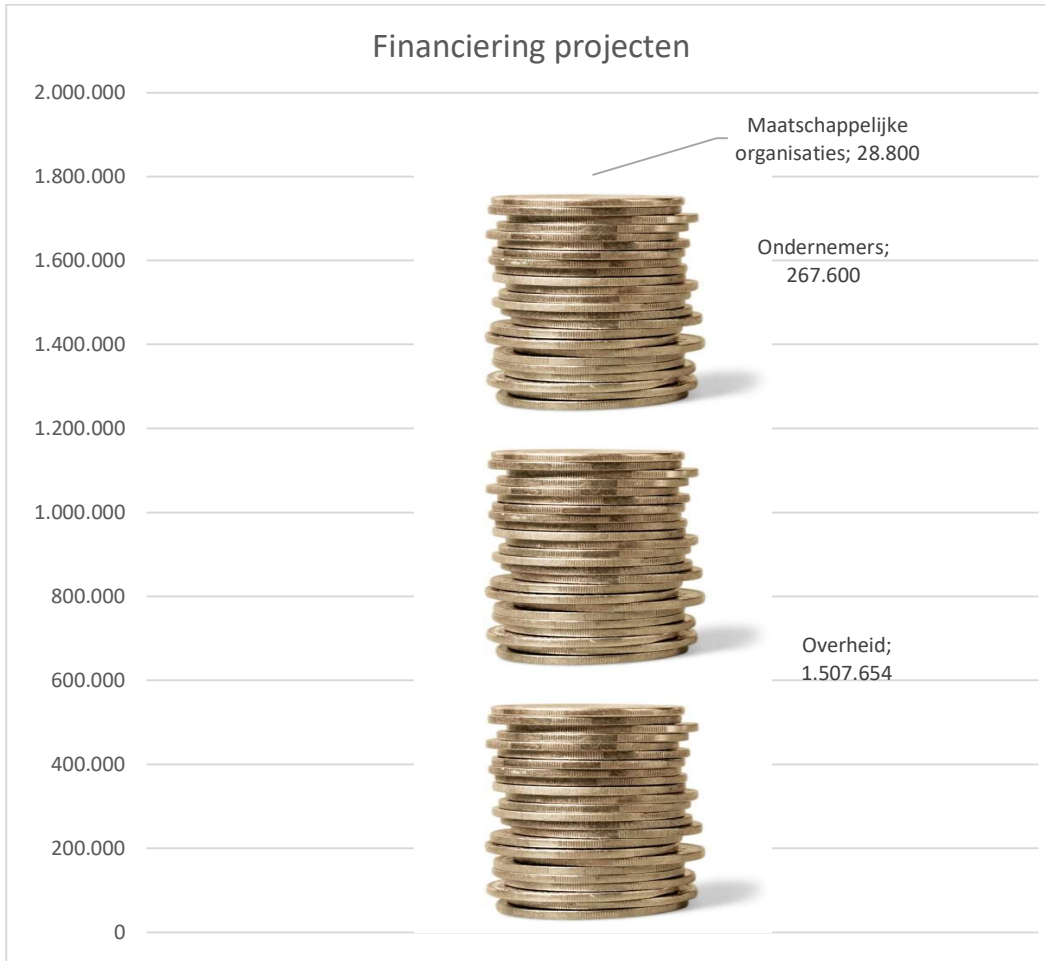 Financiering projecten
2.000.000
Maatschappelijke
organisaties; 28.800
1.800.000
Ondernemers;
267.600
1.600.000
1.400.000
1.200.000
1.000.000
800.000
Overheid;
1.507.654
600.000
400.000
200.000
0